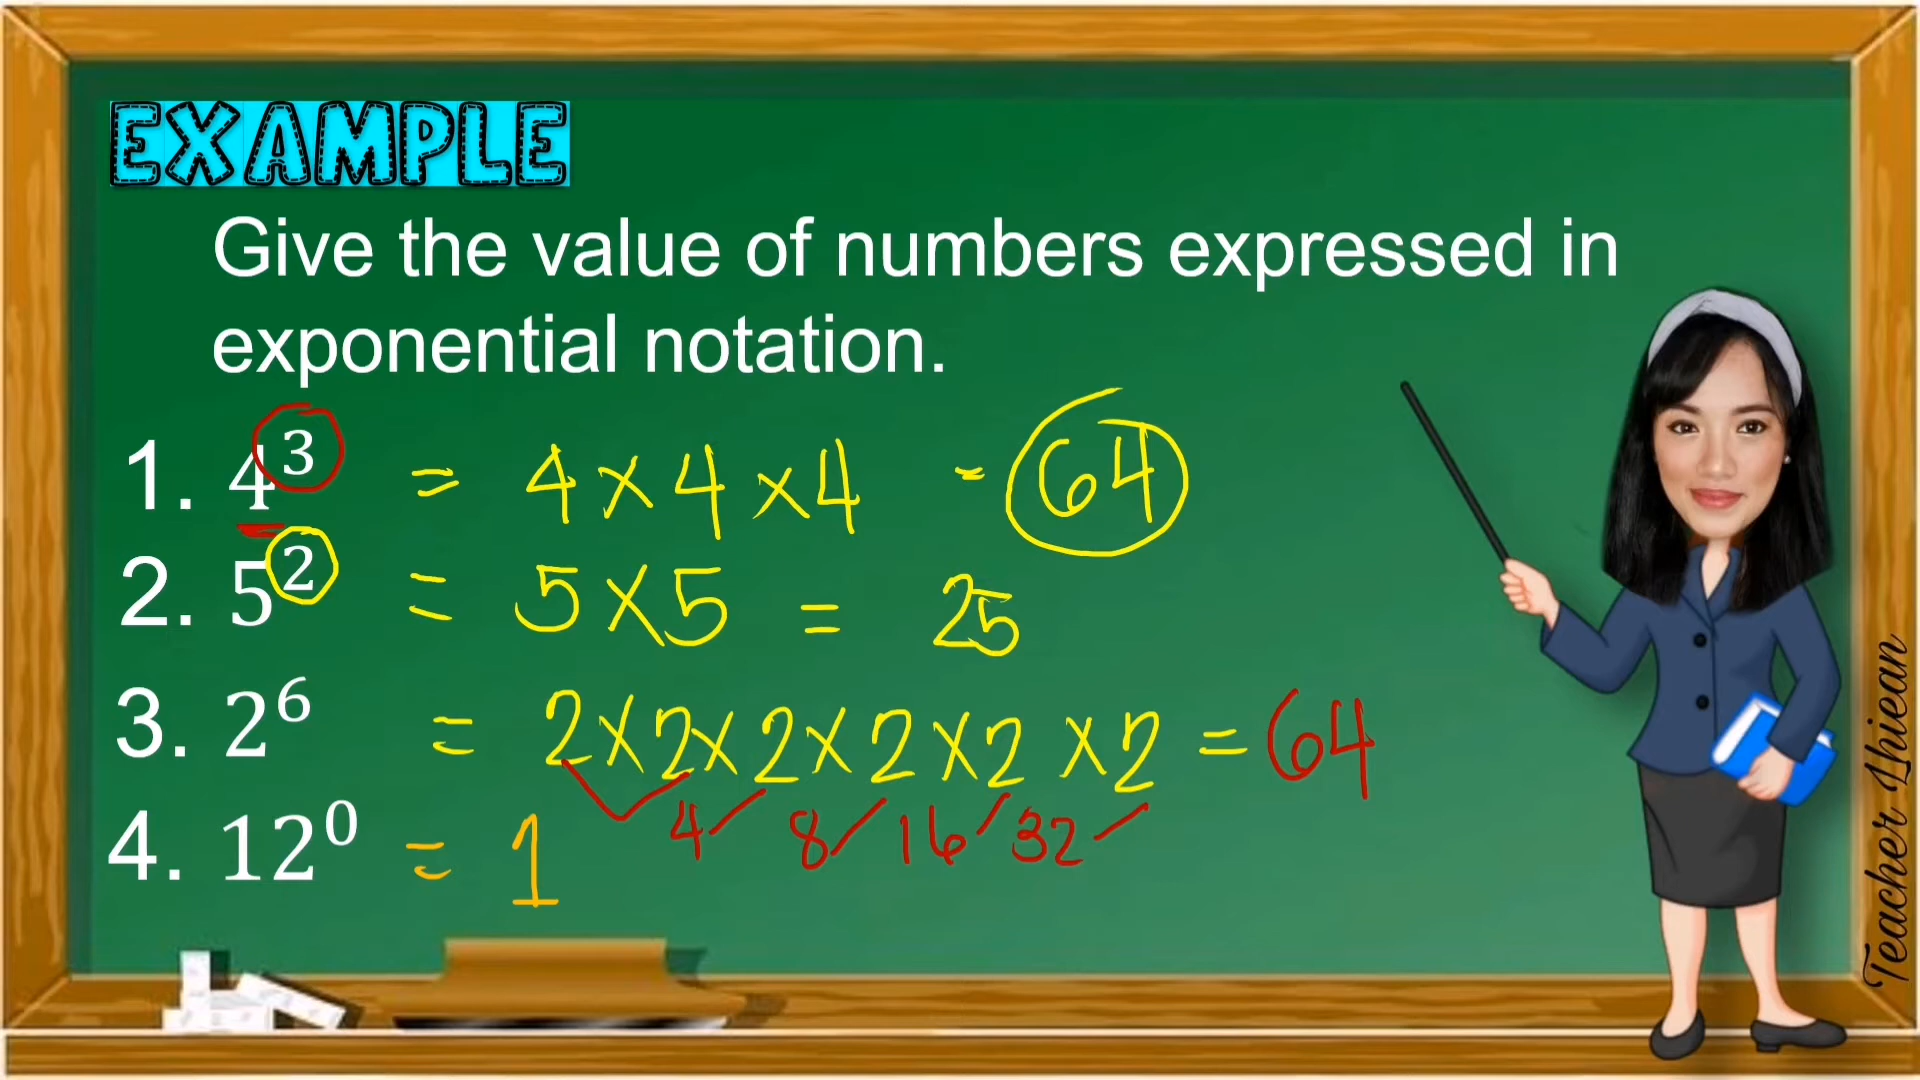 EXAMPLE
Give the value of numbers expressed in
exponential notation.
1. 4³ = 4 × 4 × 4 = 64
2. 5² = 5 × 5 = 25
3. 2⁶ = 2 × 2 × 2 × 2 × 2 × 2 = 64
4 8 16 32
4. 12⁰ = 1
Teacher Lhiean